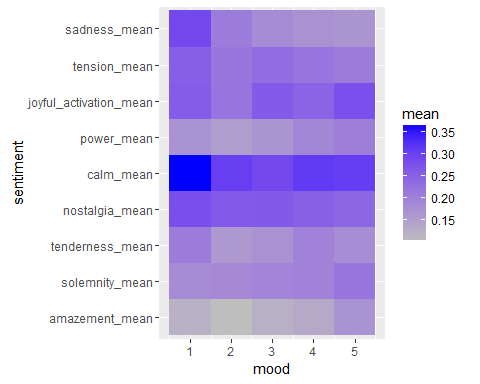 sentiment
sadness_mean
tension_mean
joyful_activation_mean
power_mean
calm_mean
nostalgia_mean
tenderness_mean
solemnity_mean
amazement_mean
1 2 3 4 5
mood
mean
0.35
0.30
0.25
0.20
0.15